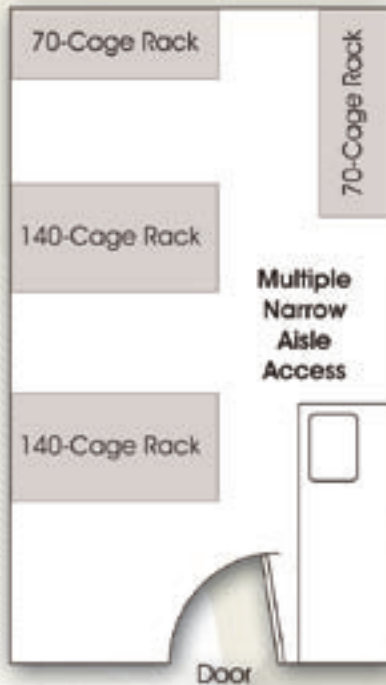 70-Cage Rack
70-Cage Rack
140-Cage Rack
Multiple
Narrow
Aisle
Access
140-Cage Rack
Door